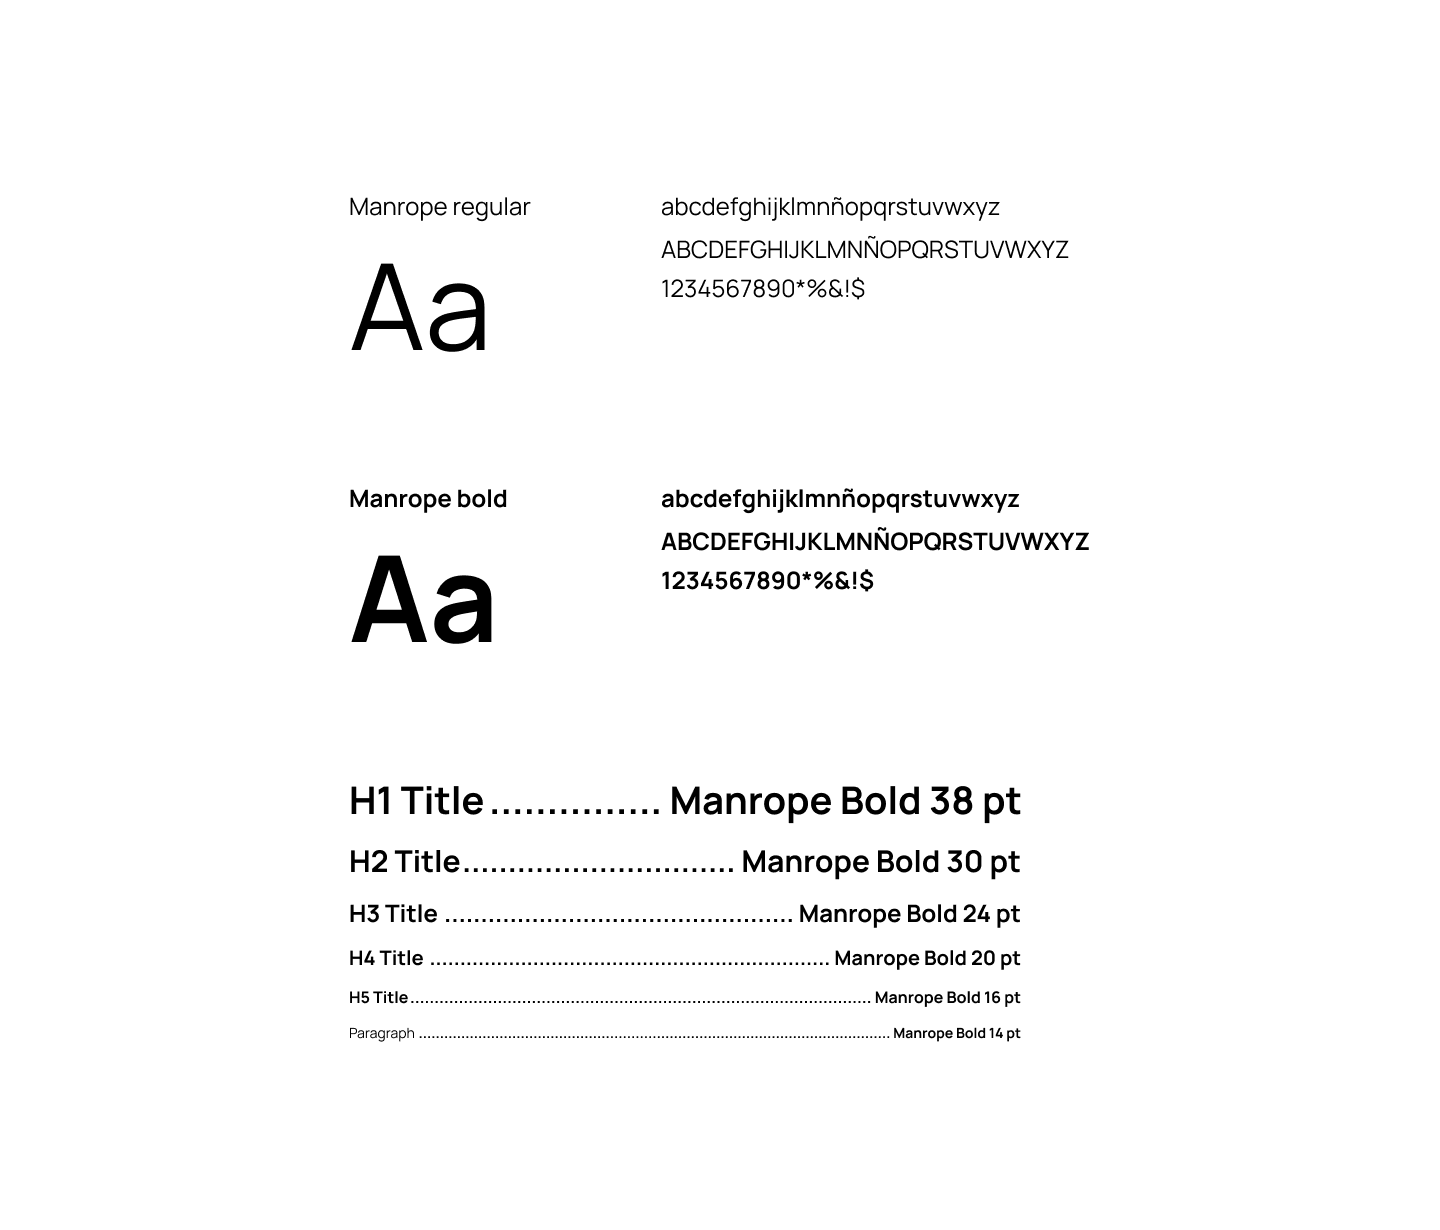 Manrope regular
abcdefghijklmnñopqrstuvwxyz
Aa
ABCDEFGHIJKLMNÑOPQRSTUVWXYZ
1234567890*%&!$
Manrope bold
abcdefghijklmnñopqrstuvwxyz
Aa
ABCDEFGHIJKLMNÑOPQRSTUVWXYZ
1234567890*%&!$
H1 Title ............... Manrope Bold 38 pt
H2 Title.............................. Manrope Bold 30 pt
H3 Title ................................................ Manrope Bold 24 pt
H4 Title .................................................................. Manrope Bold 20 pt
H5 Title............................................................................................... Manrope Bold 16 pt
Paragraph ................................................................................................................ Manrope Bold 14 pt